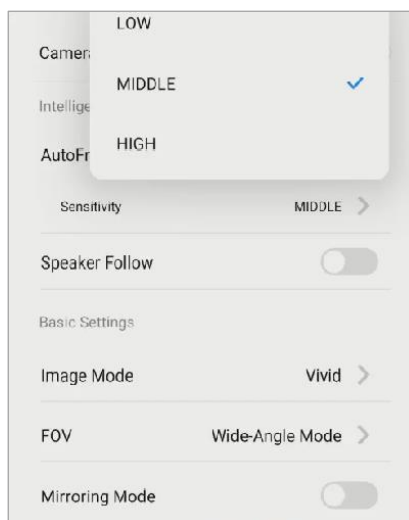 LOW
Camer
MIDDLE
Intellige
AutoFr
HIGH
Sensitivity MIDDLE
Speaker Follow
Basic Settings
Image Mode Vivid
FOV Wide-Angle Mode
Mirroring Mode